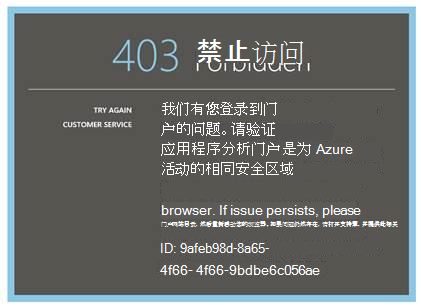 403 禁止访问
TRY AGAIN
CUSTOMER SERVICE
我们有您登录到门
户的问题。请验证
应用程序分析门户是为 Azure
活动的相同安全区域
browser. If issue persists, please
ID: 9afeb98d-8a65-
4f66- 4f66-9bdbe6c056ae